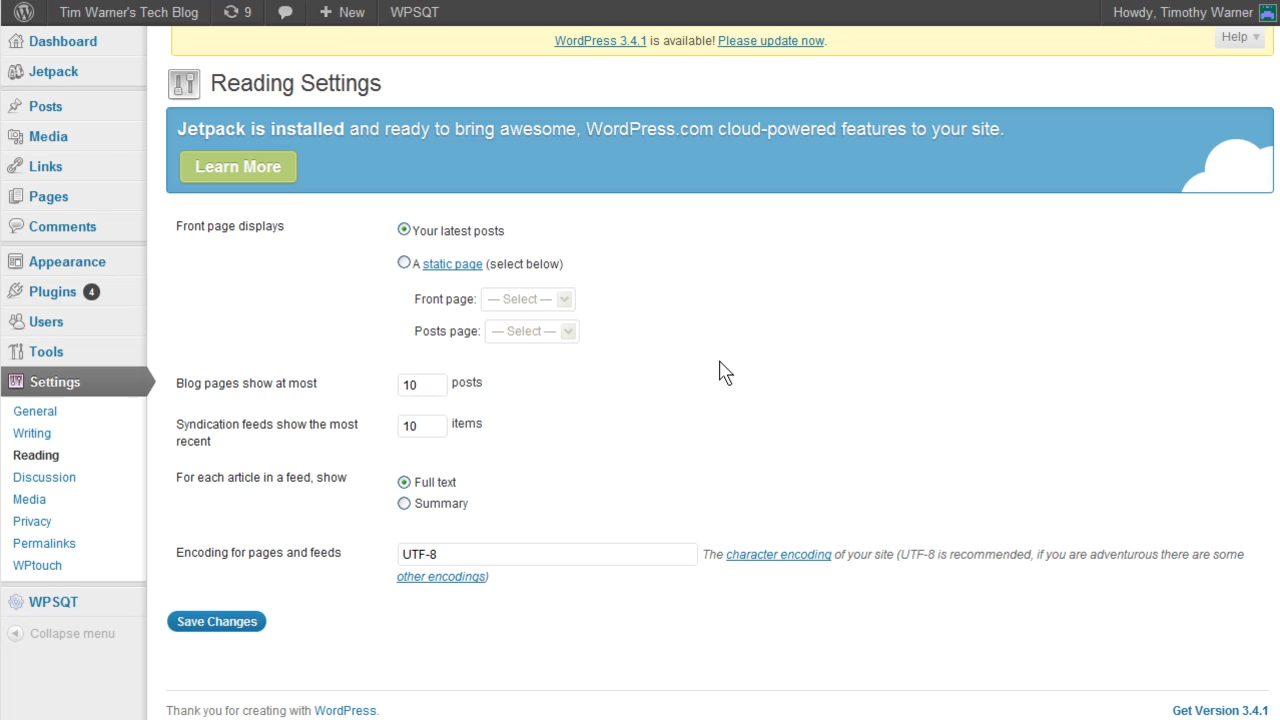 Tim Warner's Tech Blog 9 New WPSQT Howdy, Timothy Warner
Dashboard
Jetpack
Posts
Media
Links
Pages
Comments
Appearance
Plugins 4
Users
Tools
Settings
General
Writing
Reading
Discussion
Media
Privacy
Permalinks
WPtouch
WPSQT
Collapse menu
WordPress 3.4.1 is available! Please update now.
Help
Reading Settings
Jetpack is installed and ready to bring awesome, WordPress.com cloud-powered features to your site.
Learn More
Front page displays
Your latest posts
A static page (select below)
Front page: — Select —
Posts page: — Select —
Blog pages show at most 10 posts
Syndication feeds show the most
recent
10 items
For each article in a feed, show
Full text
Summary
Encoding for pages and feeds UTF-8 The character encoding of your site (UTF-8 is recommended, if you are adventurous there are some
other encodings)
Save Changes
Thank you for creating with WordPress. Get Version 3.4.1